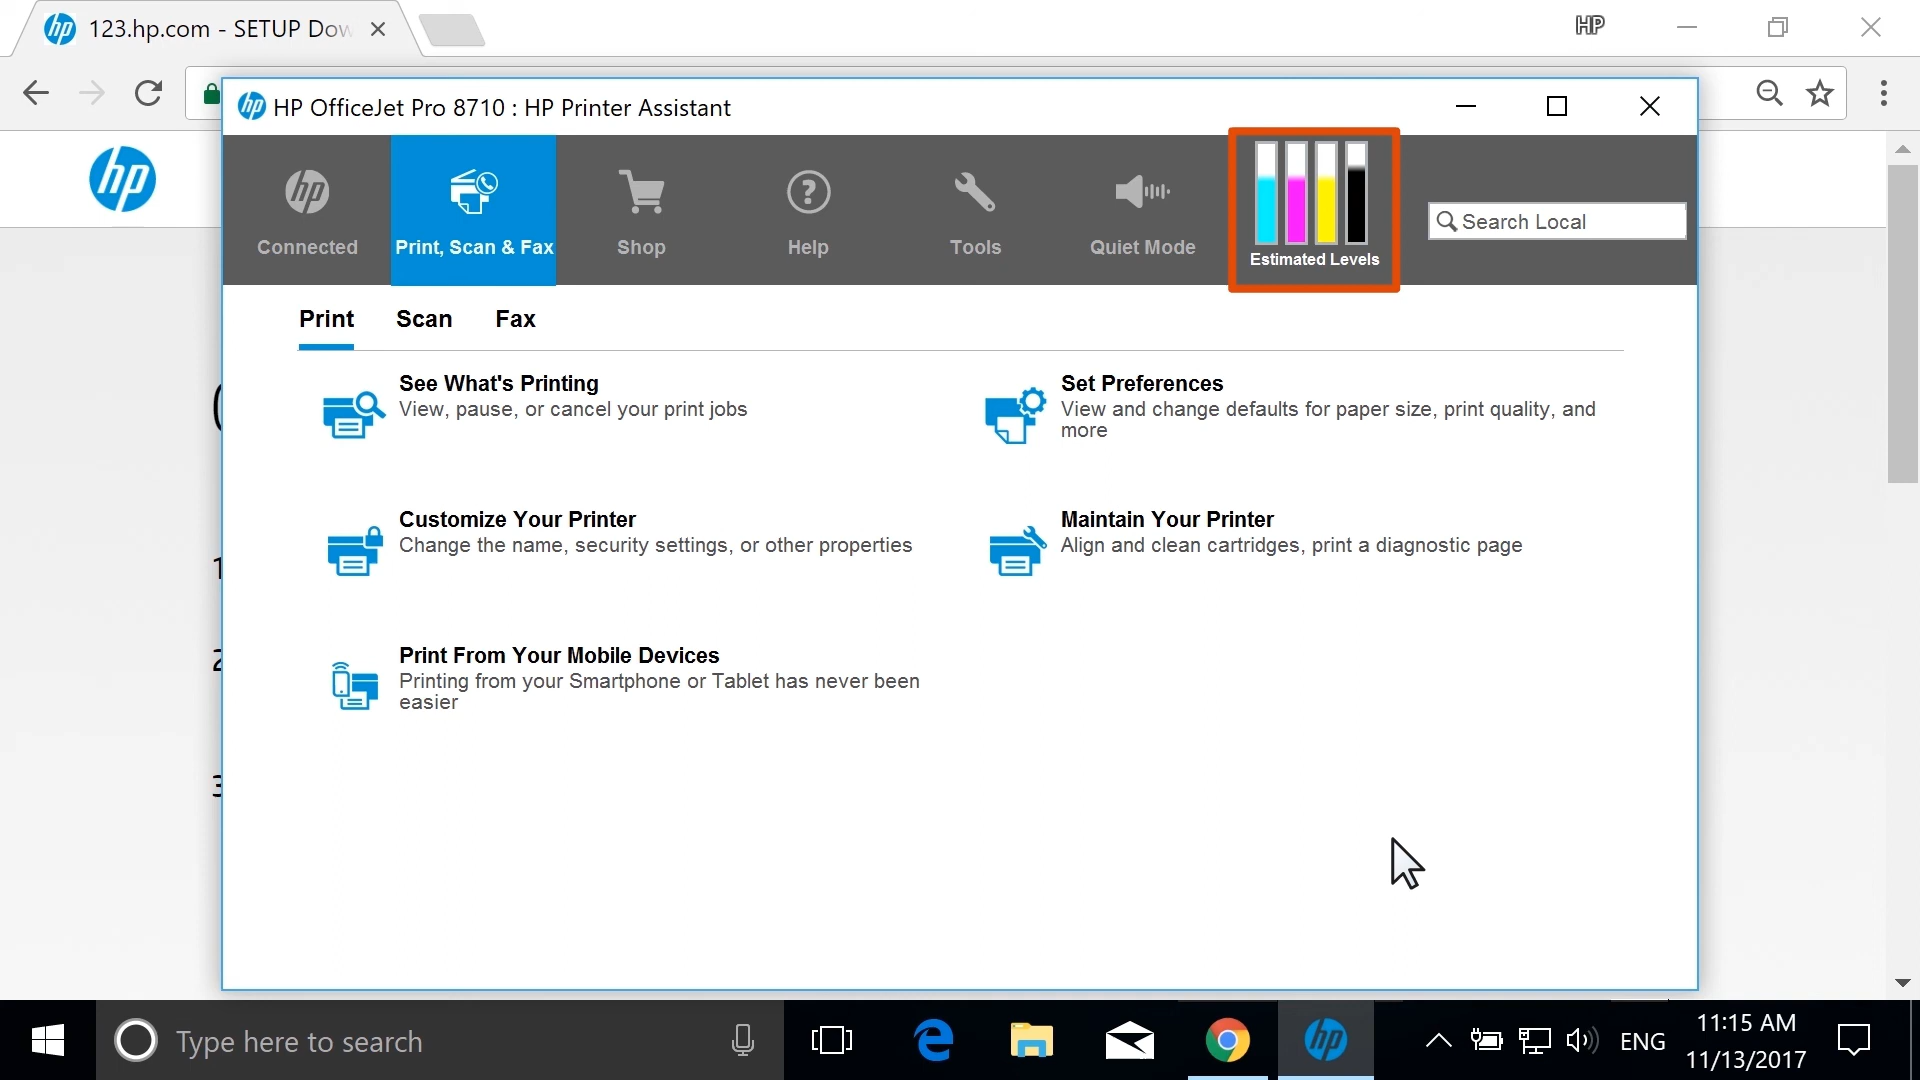 123.hp.com - SETUP Dow
HP
HP OfficeJet Pro 8710 : HP Printer Assistant
hp
Connected
Print, Scan & Fax
Shop
Help
Tools
Quiet Mode
Estimated Levels
Search Local
Print
Scan
Fax
See What's Printing
View, pause, or cancel your print jobs
Set Preferences
View and change defaults for paper size, print quality, and
more
Customize Your Printer
Change the name, security settings, or other properties
Maintain Your Printer
Align and clean cartridges, print a diagnostic page
Print From Your Mobile Devices
Printing from your Smartphone or Tablet has never been
easier
Type here to search
ENG
11:15 AM
11/13/2017